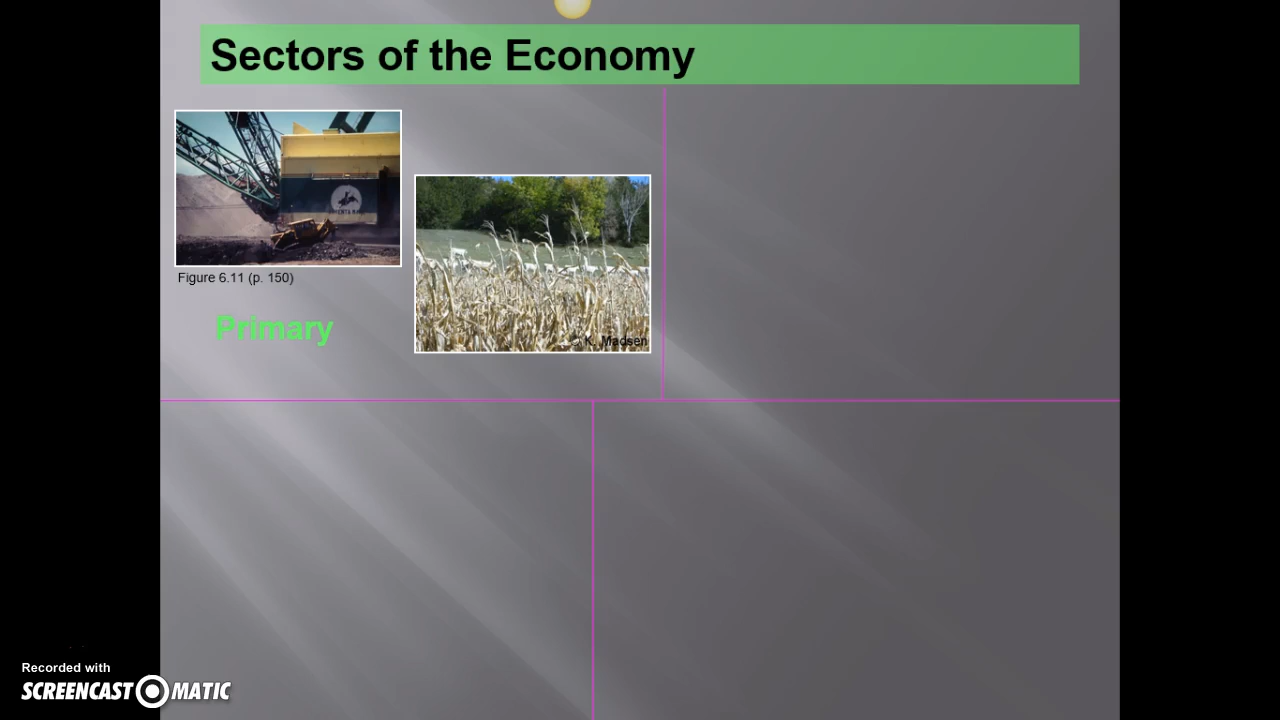 Sectors of the Economy
Figure 6.11 (p. 150)
Primary
K. Madsen
Recorded with
SCREENCAST MATIC